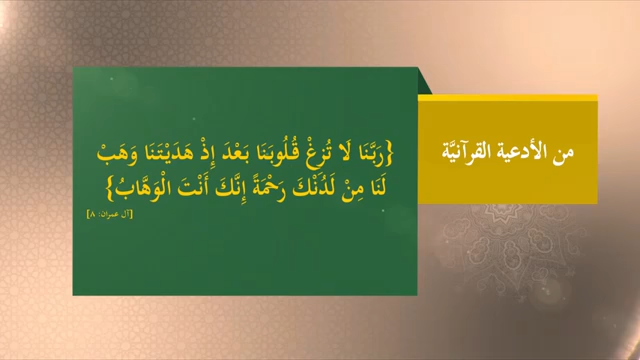 من الأدعية القرآنيَّة
{رَبَّنَا لَا تُزِغْ قُلُوبَنَا بَعْدَ إِذْ هَدَيْتَنَا وَهَبْ
لَنَا مِنْ لَدُنْكَ رَحْمَةً إِنَّكَ أَنْتَ الْوَهَّابُ}
[آل عمران: ٨]